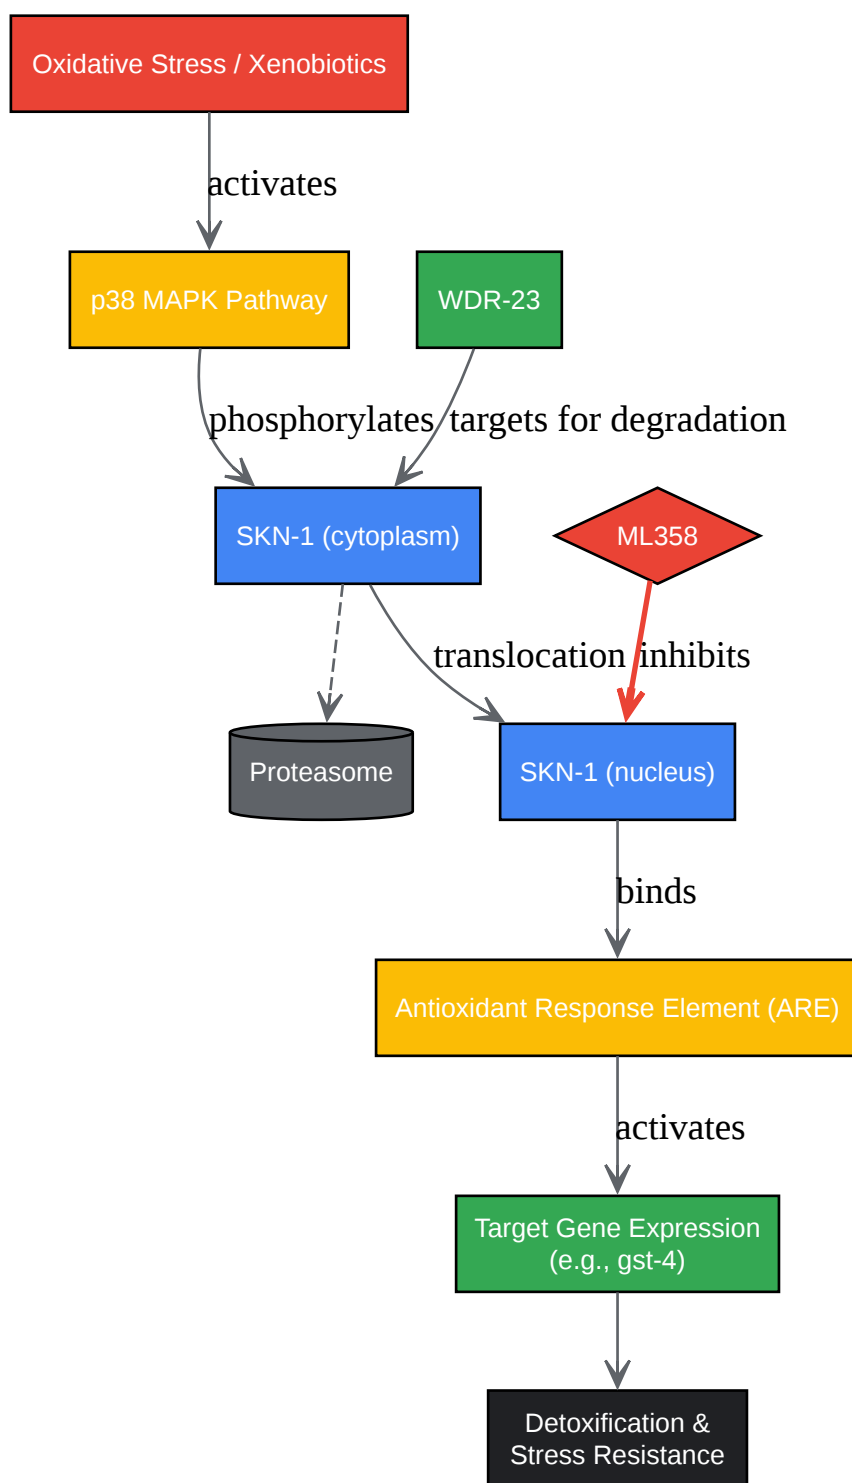 Oxidative Stress / Xenobiotics
activates
p38 MAPK Pathway
WDR-23
phosphorylates
targets for degradation
SKN-1 (cytoplasm)
ML358
translocation
inhibits
Proteasome
SKN-1 (nucleus)
binds
Antioxidant Response Element (ARE)
activates
Target Gene Expression
(e.g., gst-4)
Detoxification &
Stress Resistance